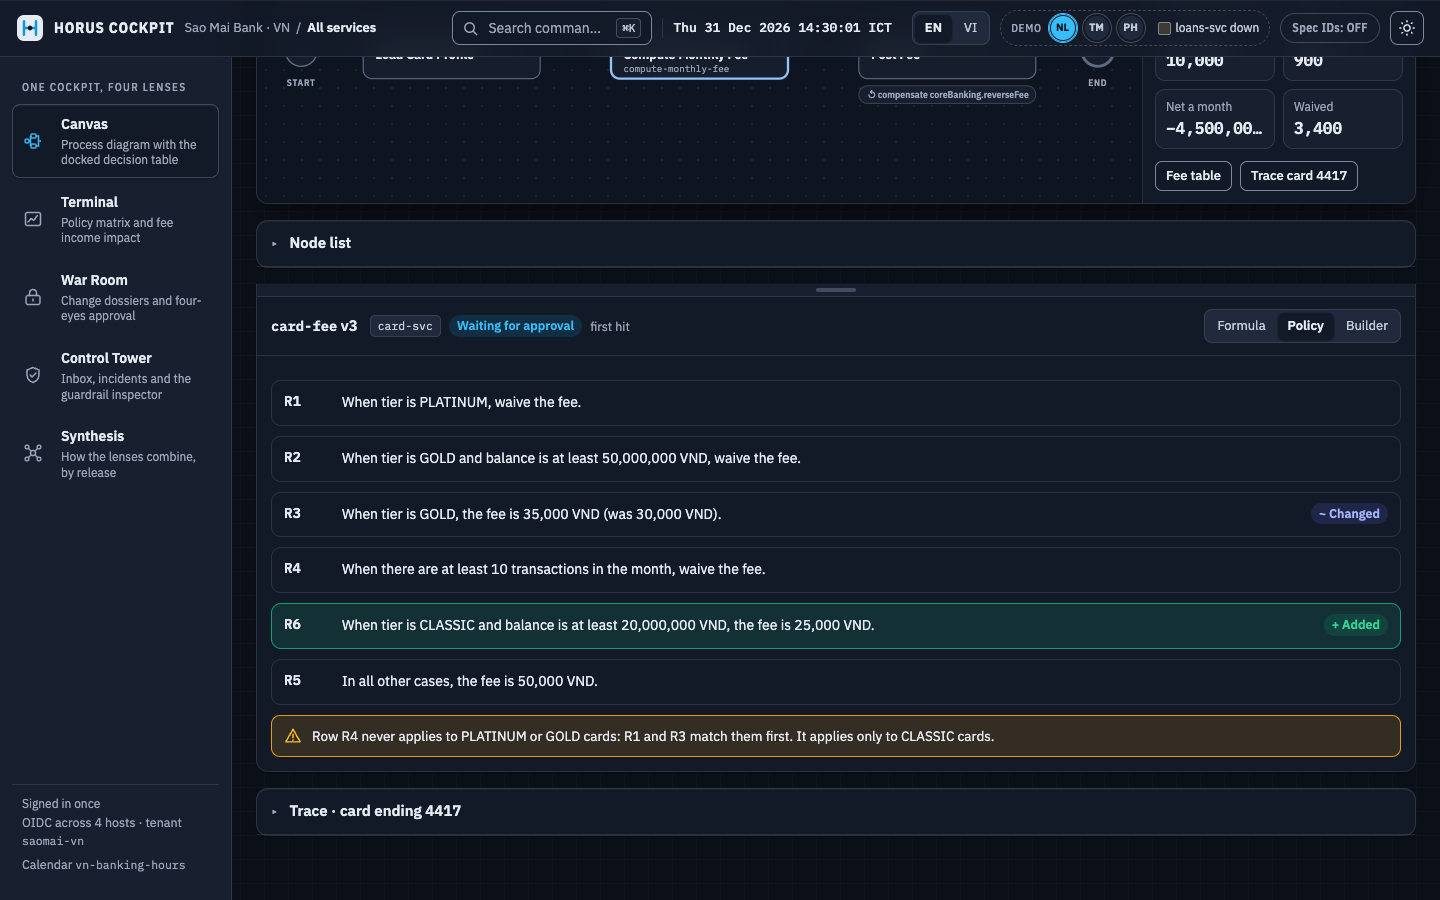 HORUS COCKPIT Sao Mai Bank · VN / All services
Search comman... ⌘K
Thu 31 Dec 2026 14:30:01 ICT
EN VI
DEMO NL TM PH loans-svc down
Spec IDs: OFF
ONE COCKPIT, FOUR LENSES
Canvas
Process diagram with the
docked decision table
Terminal
Policy matrix and fee
income impact
War Room
Change dossiers and four-
eyes approval
Control Tower
Inbox, incidents and the
guardrail inspector
Synthesis
How the lenses combine,
by release
Signed in once
OIDC across 4 hosts · tenant
saomai-vn
Calendar vn-banking-hours
START
compute-monthly-fee
compensate coreBanking.reverseFee
END
10,000
900
Net a month
−4,500,00…
Waived
3,400
Fee table
Trace card 4417
Node list
card-fee v3 card-svc Waiting for approval first hit
Formula Policy Builder
R1 When tier is PLATINUM, waive the fee.
R2 When tier is GOLD and balance is at least 50,000,000 VND, waive the fee.
R3 When tier is GOLD, the fee is 35,000 VND (was 30,000 VND). ~ Changed
R4 When there are at least 10 transactions in the month, waive the fee.
R6 When tier is CLASSIC and balance is at least 20,000,000 VND, the fee is 25,000 VND. + Added
R5 In all other cases, the fee is 50,000 VND.
Row R4 never applies to PLATINUM or GOLD cards: R1 and R3 match them first. It applies only to CLASSIC cards.
Trace · card ending 4417